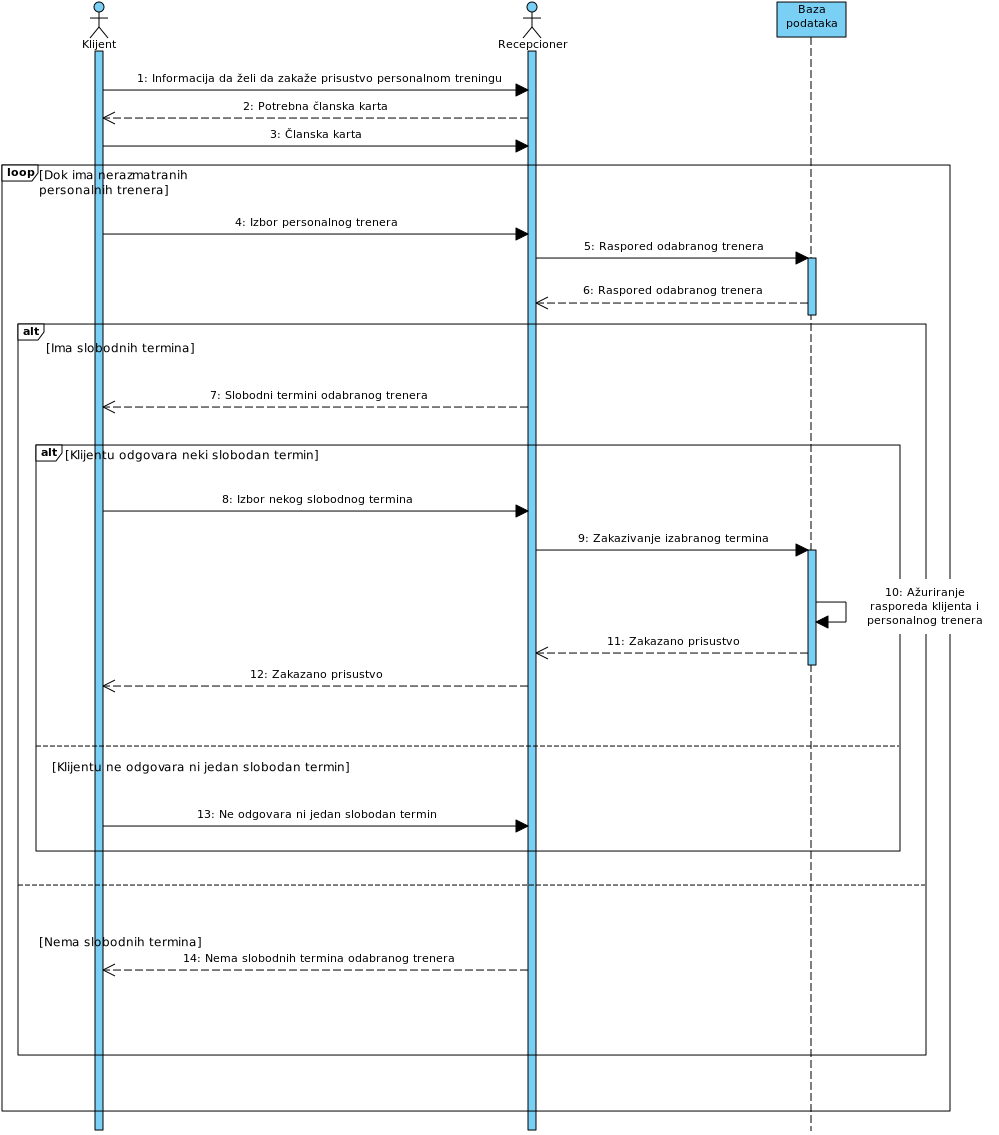 Klijent
Recepcioner
Baza
podataka
1: Informacija da želi da zakaže prisustvo personalnom treningu
2: Potrebna članska karta
3: Članska karta
loop
[Dok ima nerazmatranih
personalnih trenera]
4: Izbor personalnog trenera
5: Raspored odabranog trenera
6: Raspored odabranog trenera
alt
[Ima slobodnih termina]
7: Slobodni termini odabranog trenera
alt
[Klijentu odgovara neki slobodan termin]
8: Izbor nekog slobodnog termina
9: Zakazivanje izabranog termina
10: Ažuriranje
rasporeda klijenta i
personalnog trenera
11: Zakazano prisustvo
12: Zakazano prisustvo
[Klijentu ne odgovara ni jedan slobodan termin]
13: Ne odgovara ni jedan slobodan termin
[Nema slobodnih termina]
14: Nema slobodnih termina odabranog trenera